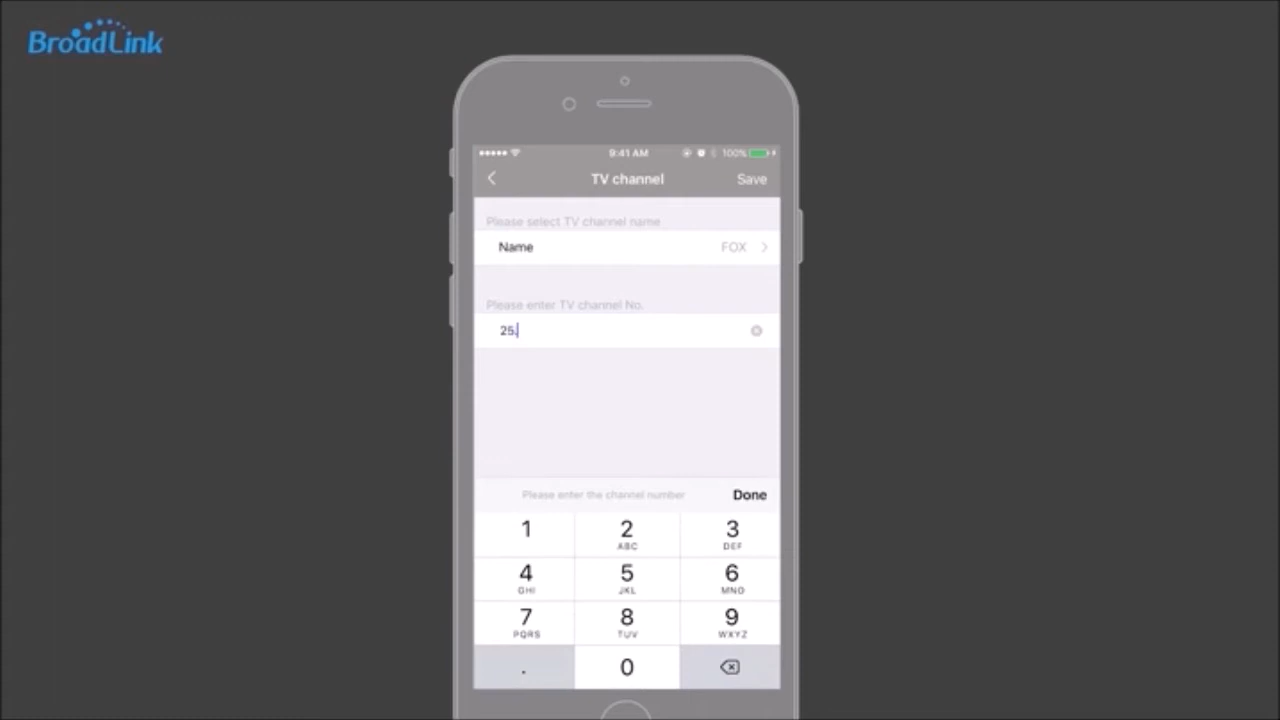 BroadLink
9:41 AM 100%
TV channel Save
Please select TV channel name
Name FOX
Please enter TV channel No.
25.
Please enter the channel number Done
1 2 3
ABC DEF
4 5 6
GHI JKL MNO
7 8 9
PQRS TUV WXYZ
. 0